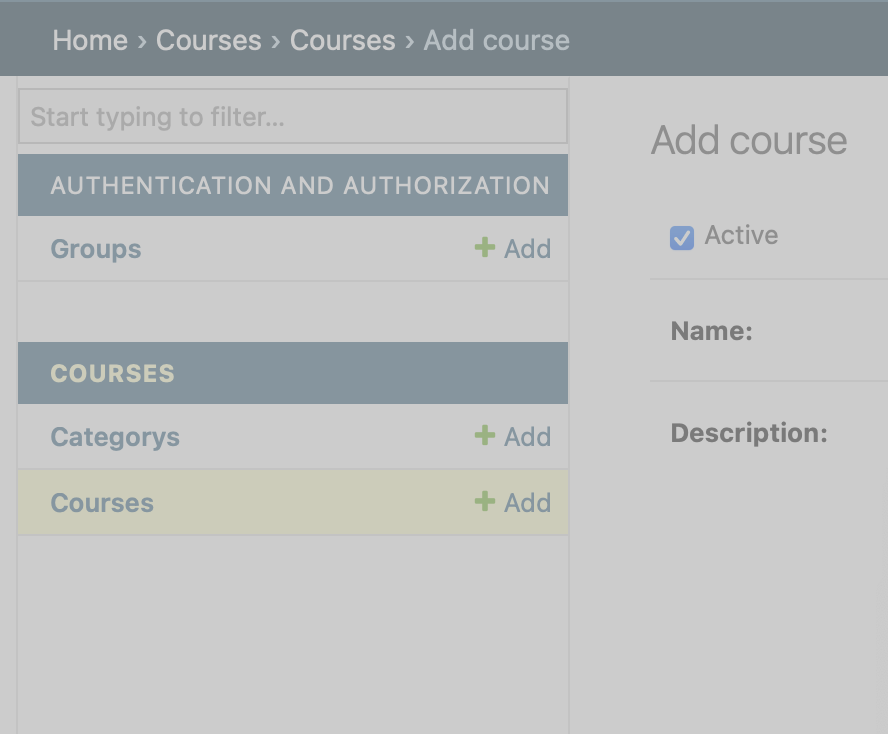 Home › Courses › Courses › Add course
Start typing to filter...
AUTHENTICATION AND AUTHORIZATION
Groups + Add
COURSES
Categorys + Add
Courses + Add
Add course
Active
Name:
Description: